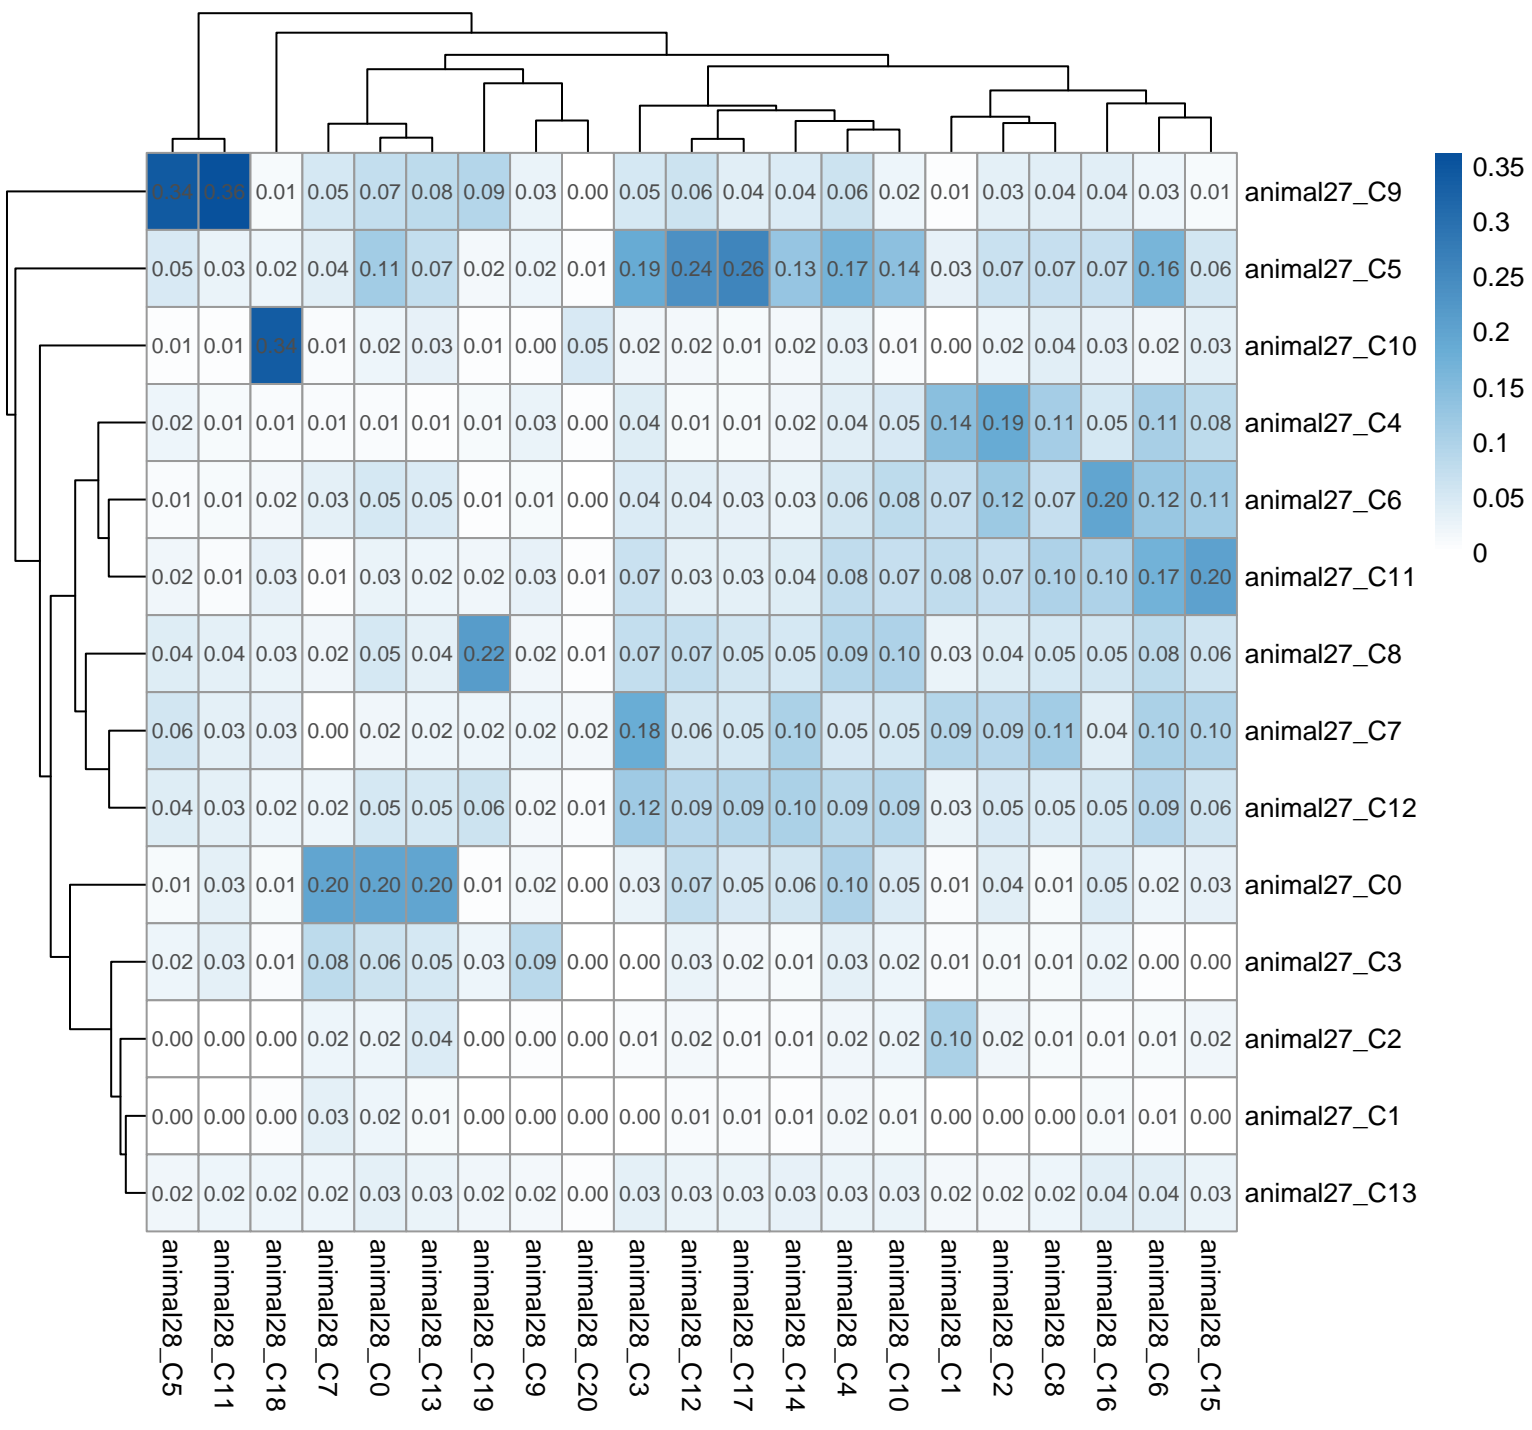 0.34 0.36 0.01 0.05 0.07 0.08 0.09 0.03 0.00 0.05 0.06 0.04 0.04 0.06 0.02 0.01 0.03 0.04 0.04 0.03 0.01 animal27_C9
0.05 0.03 0.02 0.04 0.11 0.07 0.02 0.02 0.01 0.19 0.24 0.26 0.13 0.17 0.14 0.03 0.07 0.07 0.07 0.16 0.06 animal27_C5
0.01 0.01 0.34 0.01 0.02 0.03 0.01 0.00 0.05 0.02 0.02 0.01 0.02 0.03 0.01 0.00 0.02 0.04 0.03 0.02 0.03 animal27_C10
0.02 0.01 0.01 0.01 0.01 0.01 0.01 0.03 0.00 0.04 0.01 0.01 0.02 0.04 0.05 0.14 0.19 0.11 0.05 0.11 0.08 animal27_C4
0.01 0.01 0.02 0.03 0.05 0.05 0.01 0.01 0.00 0.04 0.04 0.03 0.03 0.06 0.08 0.07 0.12 0.07 0.20 0.12 0.11 animal27_C6
0.02 0.01 0.03 0.01 0.03 0.02 0.02 0.03 0.01 0.07 0.03 0.03 0.04 0.08 0.07 0.08 0.07 0.10 0.10 0.17 0.20 animal27_C11
0.04 0.04 0.03 0.02 0.05 0.04 0.22 0.02 0.01 0.07 0.07 0.05 0.05 0.09 0.10 0.03 0.04 0.05 0.05 0.08 0.06 animal27_C8
0.06 0.03 0.03 0.00 0.02 0.02 0.02 0.02 0.02 0.18 0.06 0.05 0.10 0.05 0.05 0.09 0.09 0.11 0.04 0.10 0.10 animal27_C7
0.04 0.03 0.02 0.02 0.05 0.05 0.06 0.02 0.01 0.12 0.09 0.09 0.10 0.09 0.09 0.03 0.05 0.05 0.05 0.09 0.06 animal27_C12
0.01 0.03 0.01 0.20 0.20 0.20 0.01 0.02 0.00 0.03 0.07 0.05 0.06 0.10 0.05 0.01 0.04 0.01 0.05 0.02 0.03 animal27_C0
0.02 0.03 0.01 0.08 0.06 0.05 0.03 0.09 0.00 0.00 0.03 0.02 0.01 0.03 0.02 0.01 0.01 0.01 0.02 0.00 0.00 animal27_C3
0.00 0.00 0.00 0.02 0.02 0.04 0.00 0.00 0.00 0.01 0.02 0.01 0.01 0.02 0.02 0.10 0.02 0.01 0.01 0.01 0.02 animal27_C2
0.00 0.00 0.00 0.03 0.02 0.01 0.00 0.00 0.00 0.00 0.01 0.01 0.01 0.02 0.01 0.00 0.00 0.00 0.01 0.01 0.00 animal27_C1
0.02 0.02 0.02 0.02 0.03 0.03 0.02 0.02 0.00 0.03 0.03 0.03 0.03 0.03 0.03 0.02 0.02 0.02 0.04 0.04 0.03 animal27_C13
animal28_C5
animal28_C11
animal28_C18
animal28_C7
animal28_C0
animal28_C13
animal28_C19
animal28_C9
animal28_C20
animal28_C3
animal28_C12
animal28_C17
animal28_C14
animal28_C4
animal28_C10
animal28_C1
animal28_C2
animal28_C8
animal28_C16
animal28_C6
animal28_C15
0.35
0.3
0.25
0.2
0.15
0.1
0.05
0